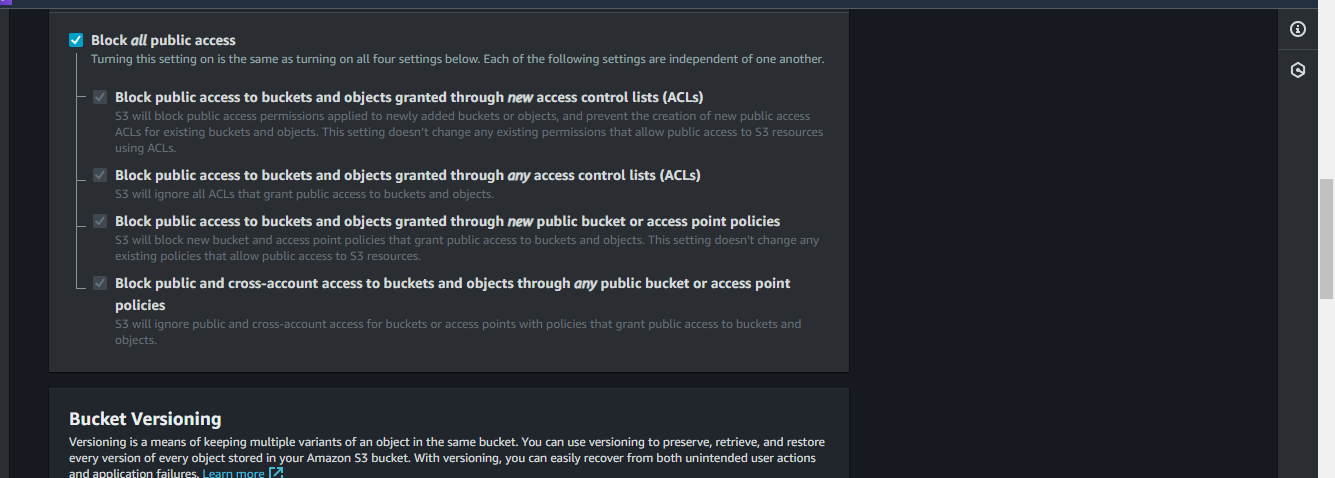 Block all public access
Turning this setting on is the same as turning on all four settings below. Each of the following settings are independent of one another.
Block public access to buckets and objects granted through new access control lists (ACLs)
S3 will block public access permissions applied to newly added buckets or objects, and prevent the creation of new public access
ACLs for existing buckets and objects. This setting doesn't change any existing permissions that allow public access to S3 resources
using ACLs.
Block public access to buckets and objects granted through any access control lists (ACLs)
S3 will ignore all ACLs that grant public access to buckets and objects.
Block public access to buckets and objects granted through new public bucket or access point policies
S3 will block new bucket and access point policies that grant public access to buckets and objects. This setting doesn't change any
existing policies that allow public access to S3 resources.
Block public and cross-account access to buckets and objects through any public bucket or access point
policies
S3 will ignore public and cross-account access for buckets or access points with policies that grant public access to buckets and
objects.
Bucket Versioning
Versioning is a means of keeping multiple variants of an object in the same bucket. You can use versioning to preserve, retrieve, and restore
every version of every object stored in your Amazon S3 bucket. With versioning, you can easily recover from both unintended user actions
and application failures. Learn more